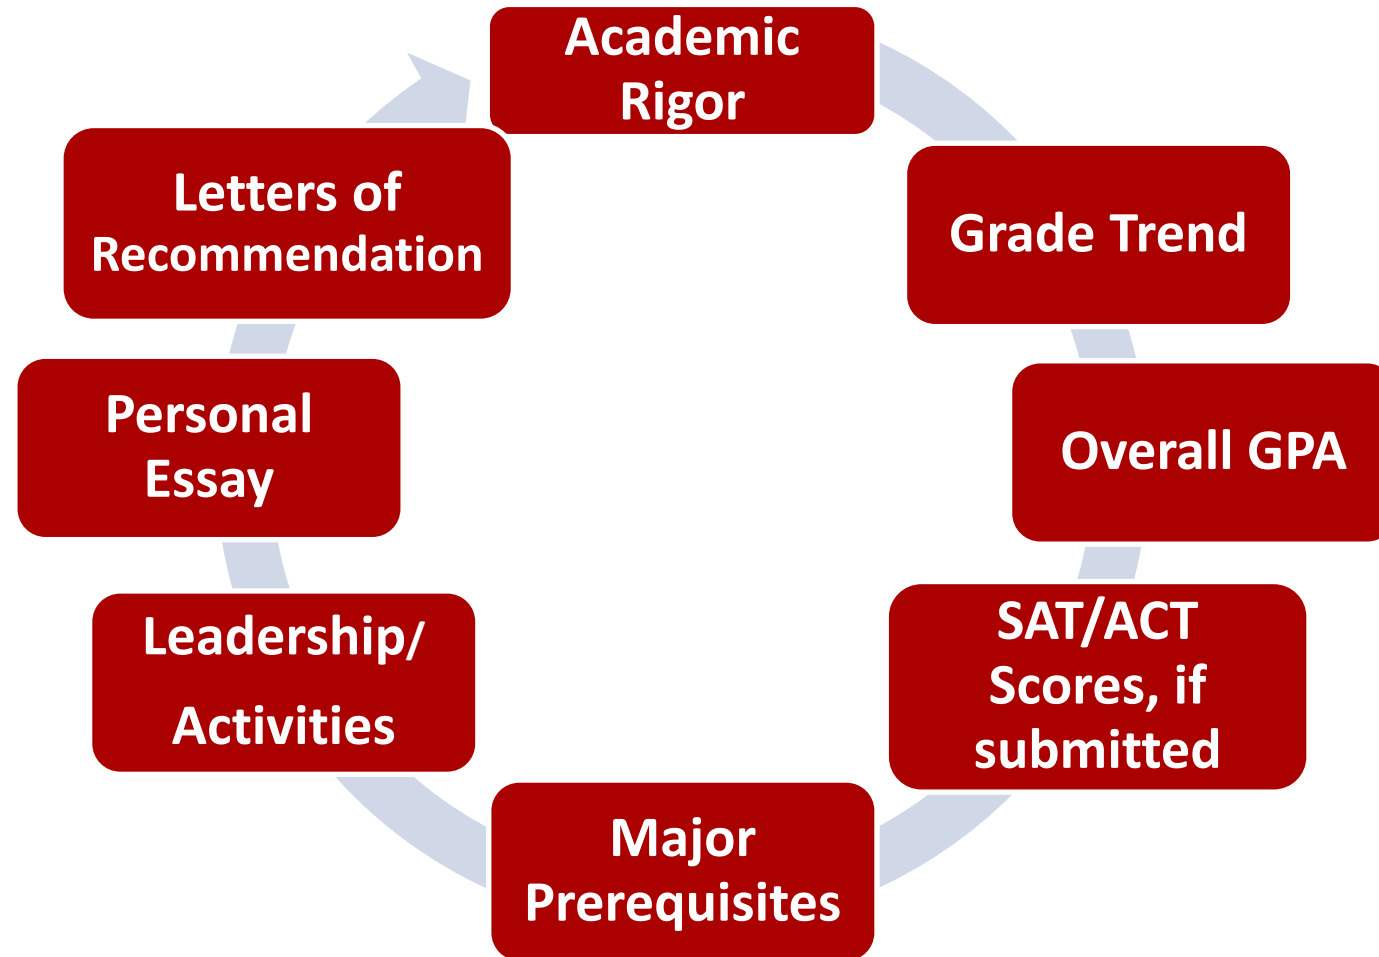 Academic
Rigor
Grade Trend
Overall GPA
SAT/ACT
Scores, if
submitted
Major
Prerequisites
Leadership/
Activities
Personal
Essay
Letters of
Recommendation